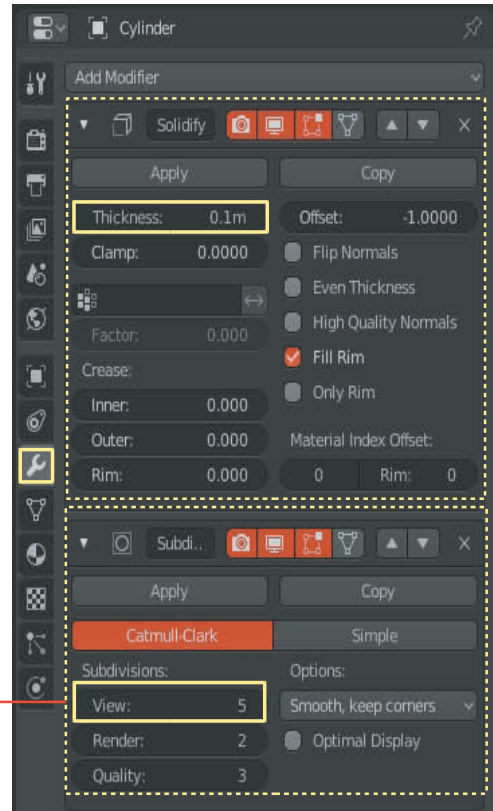 Cylinder
Add Modifier
Solidify
Apply Copy
Thickness: 0.1m Offset: -1.0000
Clamp: 0.0000 Flip Normals
Even Thickness
High Quality Normals
Factor: 0.000
Fill Rim
Crease:
Only Rim
Inner: 0.000
Outer: 0.000 Material Index Offset:
Rim: 0.000 0 Rim: 0
Subdi..
Apply Copy
Catmull-Clark Simple
Subdivisions: Options:
View: 5 Smooth, keep corners
Render: 2 Optimal Display
Quality: 3